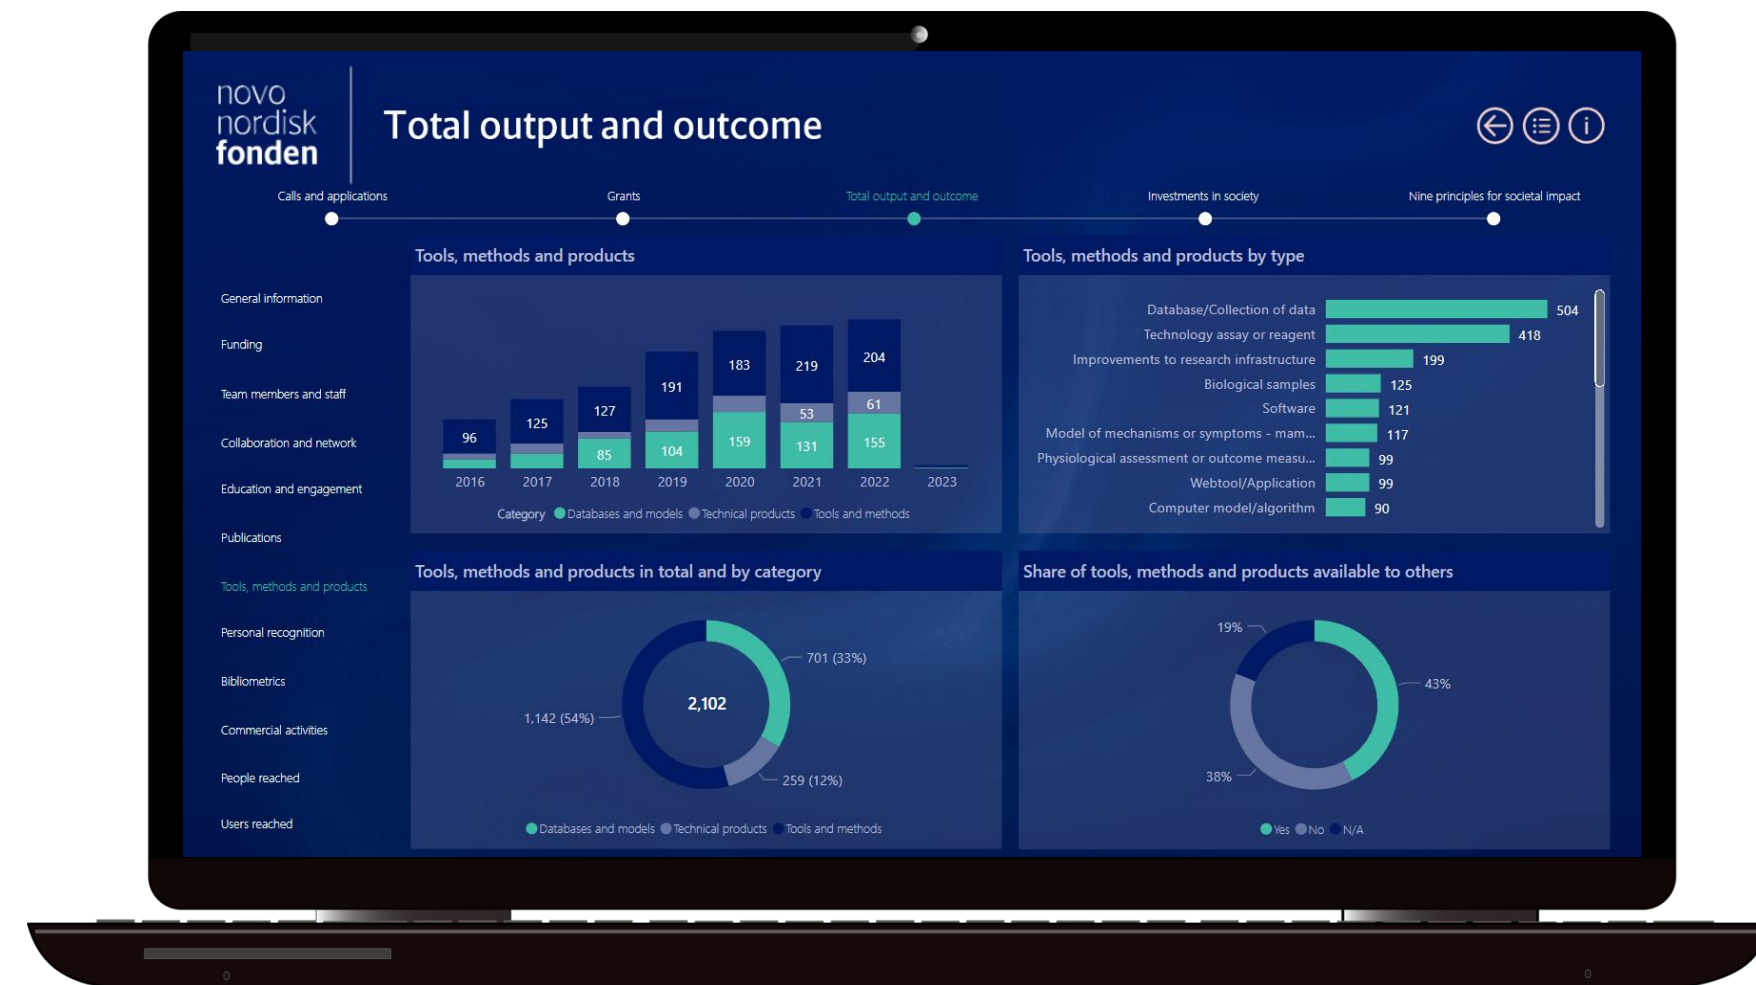 novo
nordisk
fonden
Total output and outcome
Calls and applications
Grants
Total output and outcome
Investments in society
Nine principles for societal impact
General information
Funding
Team members and staff
Collaboration and network
Education and engagement
Publications
Tools, methods and products
Personal recognition
Bibliometrics
Commercial activities
People reached
Users reached
Tools, methods and products
96
125
127
85
191
104
183
159
219
53
131
204
61
155
2016 2017 2018 2019 2020 2021 2022 2023
Category Databases and models Technical products Tools and methods
Tools, methods and products by type
Database/Collection of data 504
Technology assay or reagent 418
Improvements to research infrastructure 199
Biological samples 125
Software 121
Model of mechanisms or symptoms - mam... 117
Physiological assessment or outcome measu... 99
Webtool/Application 99
Computer model/algorithm 90
Tools, methods and products in total and by category
701 (33%)
2,102
1,142 (54%)
259 (12%)
Databases and models Technical products Tools and methods
Share of tools, methods and products available to others
19%
43%
38%
Yes No N/A